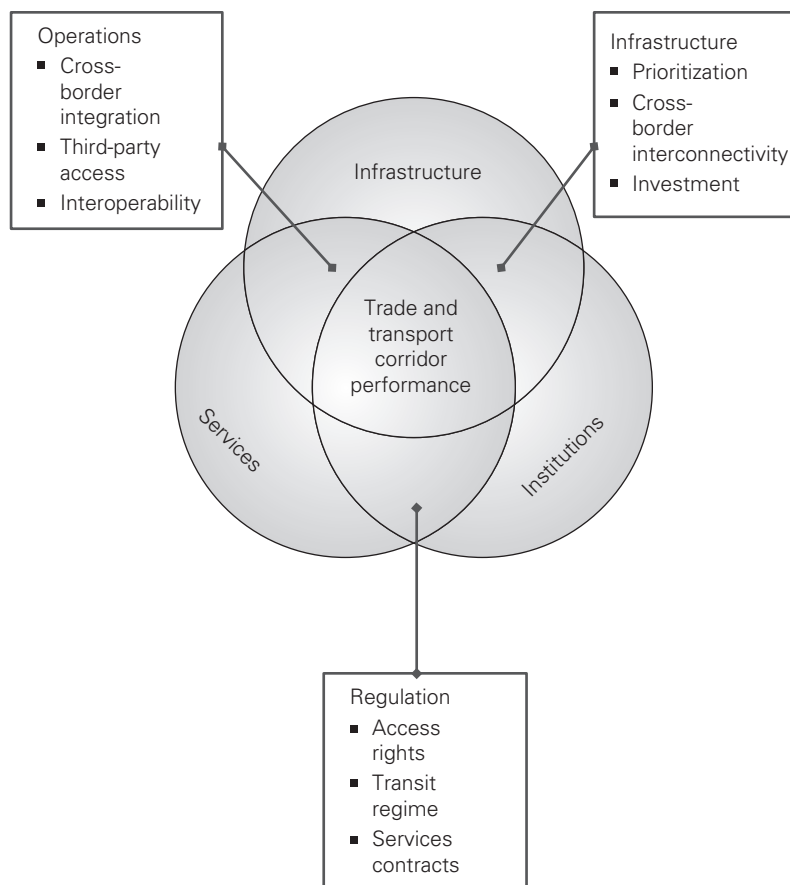 Operations
▪ Cross-
border
integration
▪ Third-party
access
▪ Interoperability
Infrastructure
▪ Prioritization
▪ Cross-
border
interconnectivity
▪ Investment
Infrastructure
Trade and
transport
corridor
performance
Services
Institutions
Regulation
▪ Access
rights
▪ Transit
regime
▪ Services
contracts